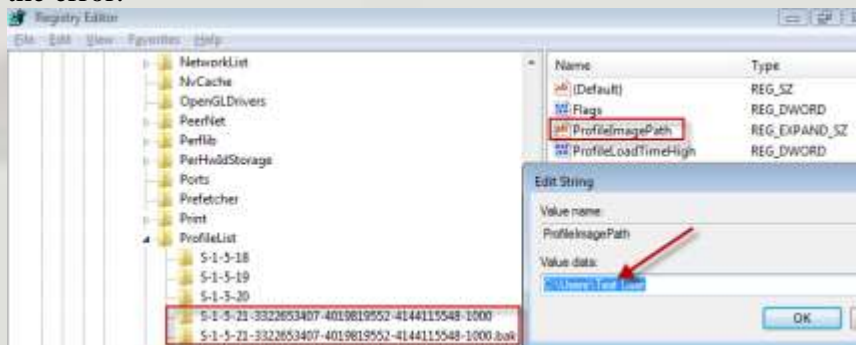 the error.
Registry Editor
File Edit View Favorites Help
NetworkList
NvCache
OpenGLDrivers
PeerNet
Perflib
PerHwIdStorage
Ports
Prefetcher
Print
ProfileList
S-1-5-18
S-1-5-19
S-1-5-20
S-1-5-21-3322653407-4019819552-4144115548-1000
S-1-5-21-3322653407-4019819552-4144115548-1000.bak
Name Type
(Default) REG_SZ
Flags REG_DWORD
ProfileImagePath REG_EXPAND_SZ
ProfileLoadTimeHigh REG_DWORD
Edit String
Value name:
ProfileImagePath
Value data:
C:\Users\Test User
OK